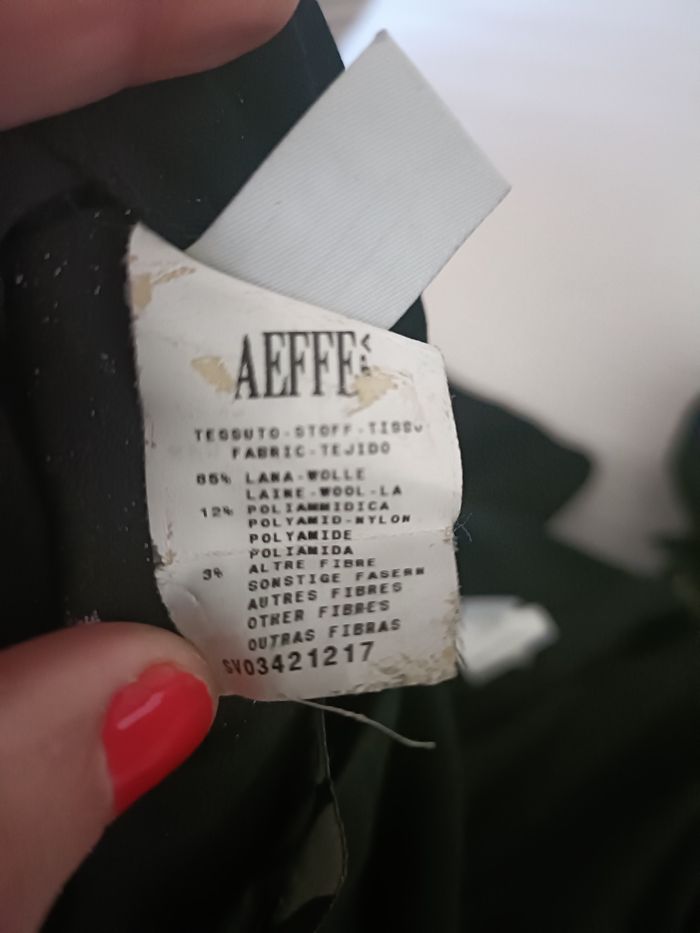 AEFFE
TESSUTO-STOFF-TISSU
FABRIC-TEJIDO
85% LANA-WOLLE
LAINE-WOOL-LA
12% POLIAMMIDICA
POLYAMID-NYLON
POLYAMIDE
POLIAMIDA
3% ALTRE FIBRE
SONSTIGE FASERN
AUTRES FIBRES
OTHER FIBRES
OUTRAS FIBRAS
SV03421217